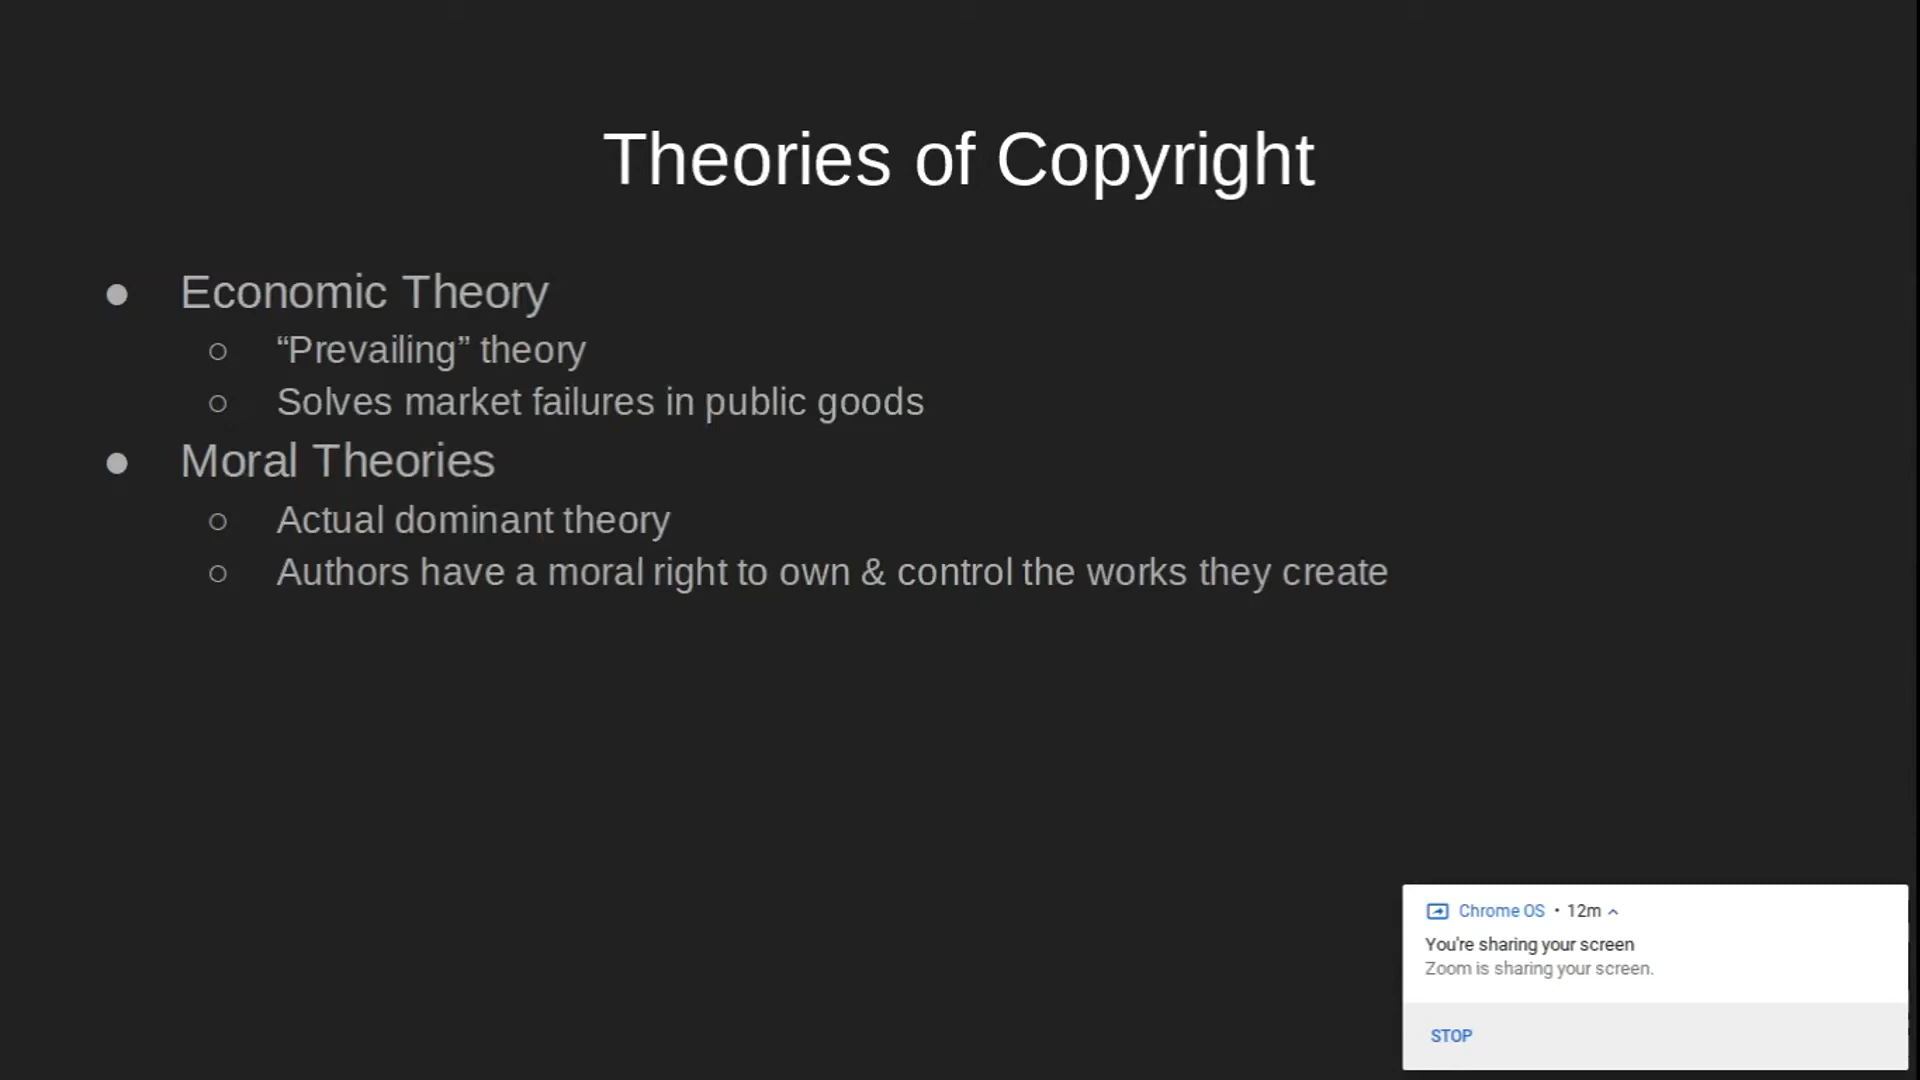 Theories of Copyright
● Economic Theory
○ “Prevailing” theory
○ Solves market failures in public goods
● Moral Theories
○ Actual dominant theory
○ Authors have a moral right to own & control the works they create
Chrome OS • 12m
You're sharing your screen
Zoom is sharing your screen.
STOP